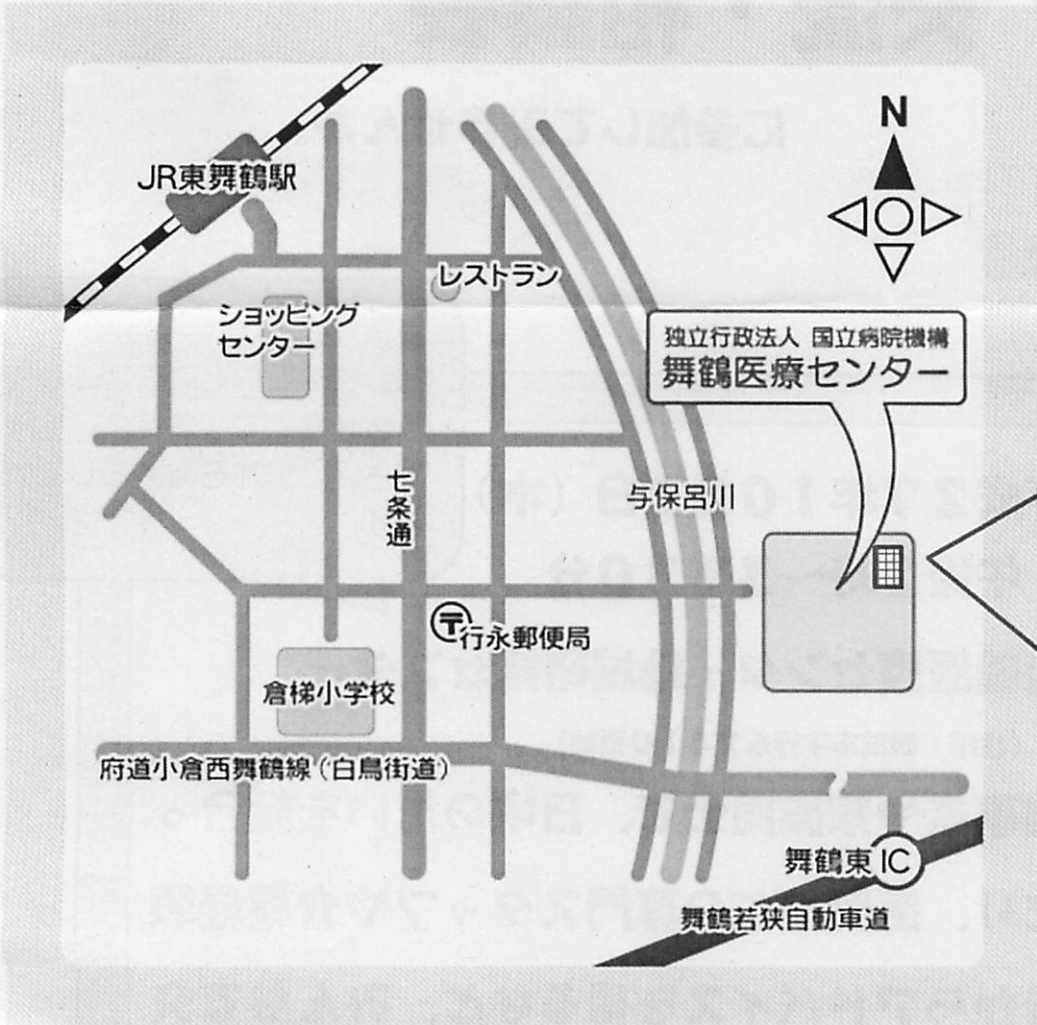 N
JR東舞鶴駅
レストラン
ショッピング
センター
独立行政法人 国立病院機構
舞鶴医療センター
七条通
与保呂川
行永郵便局
倉梯小学校
府道小倉西舞鶴線(白鳥街道)
舞鶴東IC
舞鶴若狭自動車道